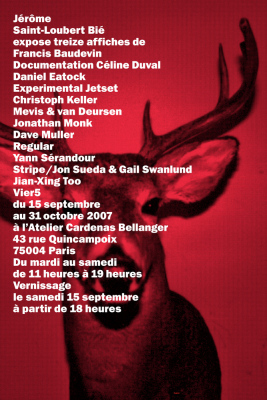 Jérôme
Saint-Loubert Bié
expose treize affiches de
Francis Baudevin
Documentation Céline Duval
Daniel Eatock
Experimental Jetset
Christoph Keller
Mevis & van Deursen
Jonathan Monk
Dave Muller
Regular
Yann Sérandour
Stripe/Jon Sueda & Gail Swanlund
Jian-Xing Too
Vier5
du 15 septembre
au 31 octobre 2007
à l'Atelier Cardenas Bellanger
43 rue Quincampoix
75004 Paris
Du mardi au samedi
de 11 heures à 19 heures
Vernissage
le samedi 15 septembre
à partir de 18 heures